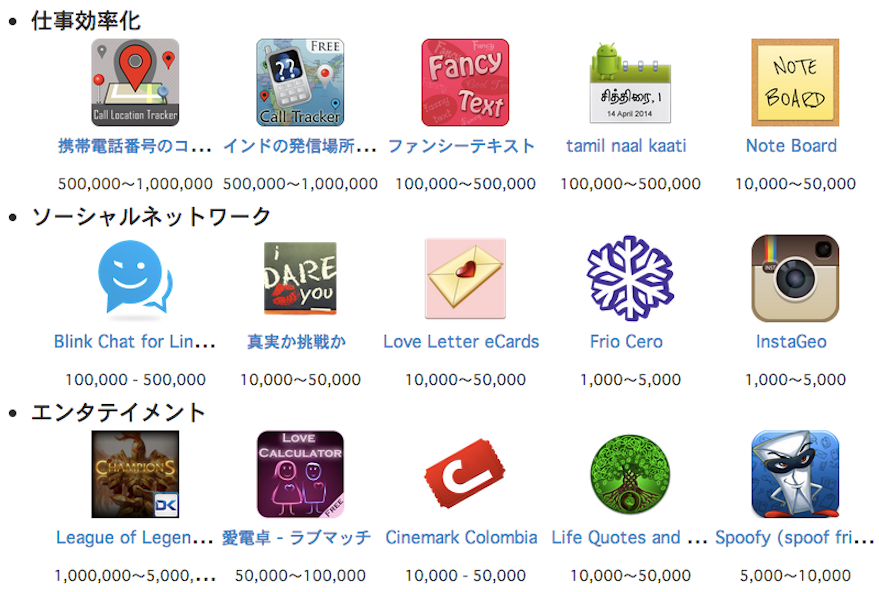 仕事効率化
Call Location Tracker
FREE
??
Call Tracker
Fancy
Text
சித்திரை, 1
14 April 2014
NOTE
BOARD
携帯電話番号のコ...
インドの発信場所...
ファンシーテキスト
tamil naal kaati
Note Board
500,000〜1,000,000
500,000〜1,000,000
100,000〜500,000
100,000〜500,000
10,000〜50,000
ソーシャルネットワーク
i
DARE
you
INST
Blink Chat for Lin...
真実か挑戦か
Love Letter eCards
Frio Cero
InstaGeo
100,000 - 500,000
10,000〜50,000
10,000〜50,000
1,000〜5,000
1,000〜5,000
エンタテイメント
CHAMPIONS
DK
LOVE
CALCULATOR
FREE
League of Legen...
愛電卓 - ラブマッチ
Cinemark Colombia
Life Quotes and ...
Spoofy (spoof fri...
1,000,000〜5,000,...
50,000〜100,000
10,000 - 50,000
10,000〜50,000
5,000〜10,000